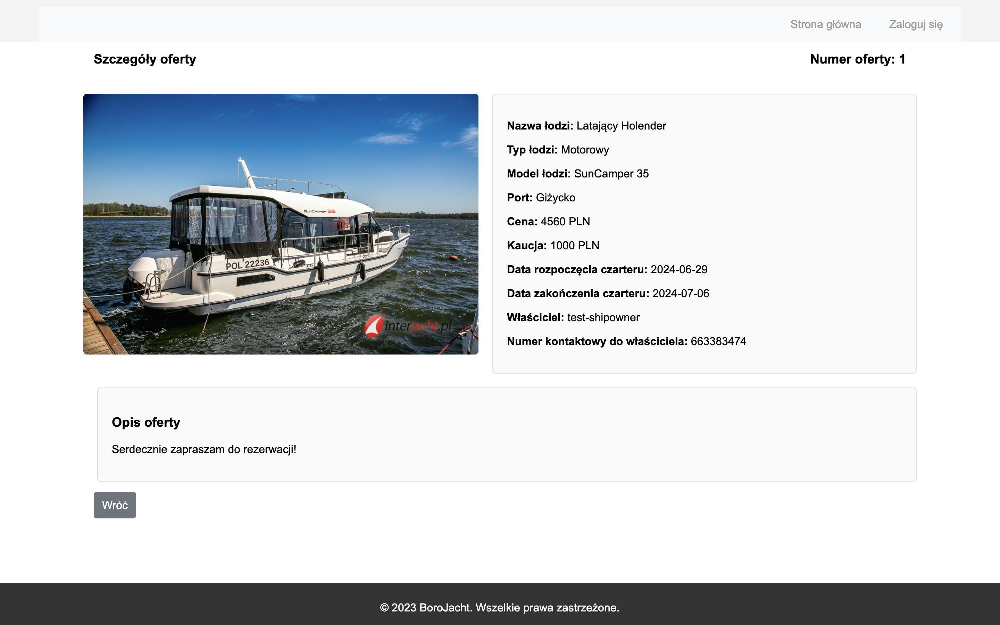 Strona główna Zaloguj się
Szczegóły oferty Numer oferty: 1
SunCamper 35
POL 22236
interjacht.pl
Nazwa łodzi: Latający Holender
Typ łodzi: Motorowy
Model łodzi: SunCamper 35
Port: Giżycko
Cena: 4560 PLN
Kaucja: 1000 PLN
Data rozpoczęcia czarteru: 2024-06-29
Data zakończenia czarteru: 2024-07-06
Właściciel: test-shipowner
Numer kontaktowy do właściciela: 663383474
Opis oferty
Serdecznie zapraszam do rezerwacji!
Wróć
© 2023 BoroJacht. Wszelkie prawa zastrzeżone.